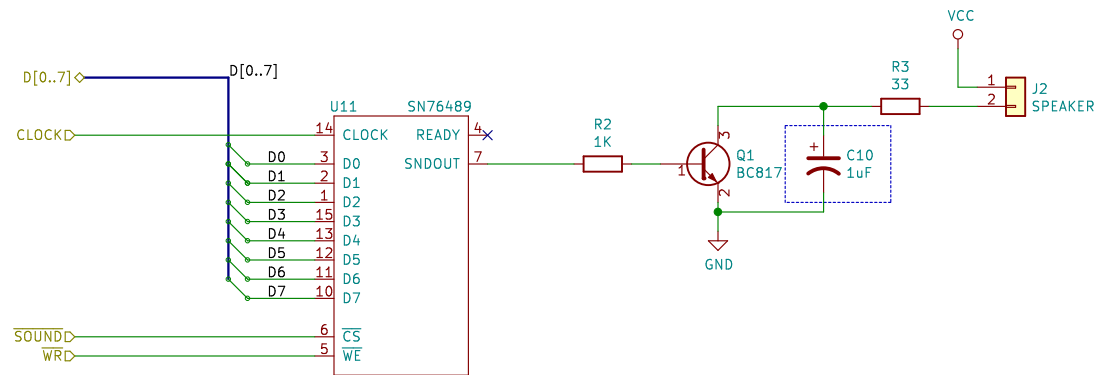 VCC
D[0..7]
D[0..7]
R3
33
1
J2
2
SPEAKER
U11
SN76489
CLOCK
14
CLOCK
READY
4
R2
1K
3
D0
3
D0
SNDOUT
7
1
Q1
BC817
2
+
C10
1uF
D1
2
D1
D2
1
D2
D3
15
D3
D4
13
D4
D5
12
D5
GND
D6
11
D6
D7
10
D7
SOUND
6
CS
WR
5
WE